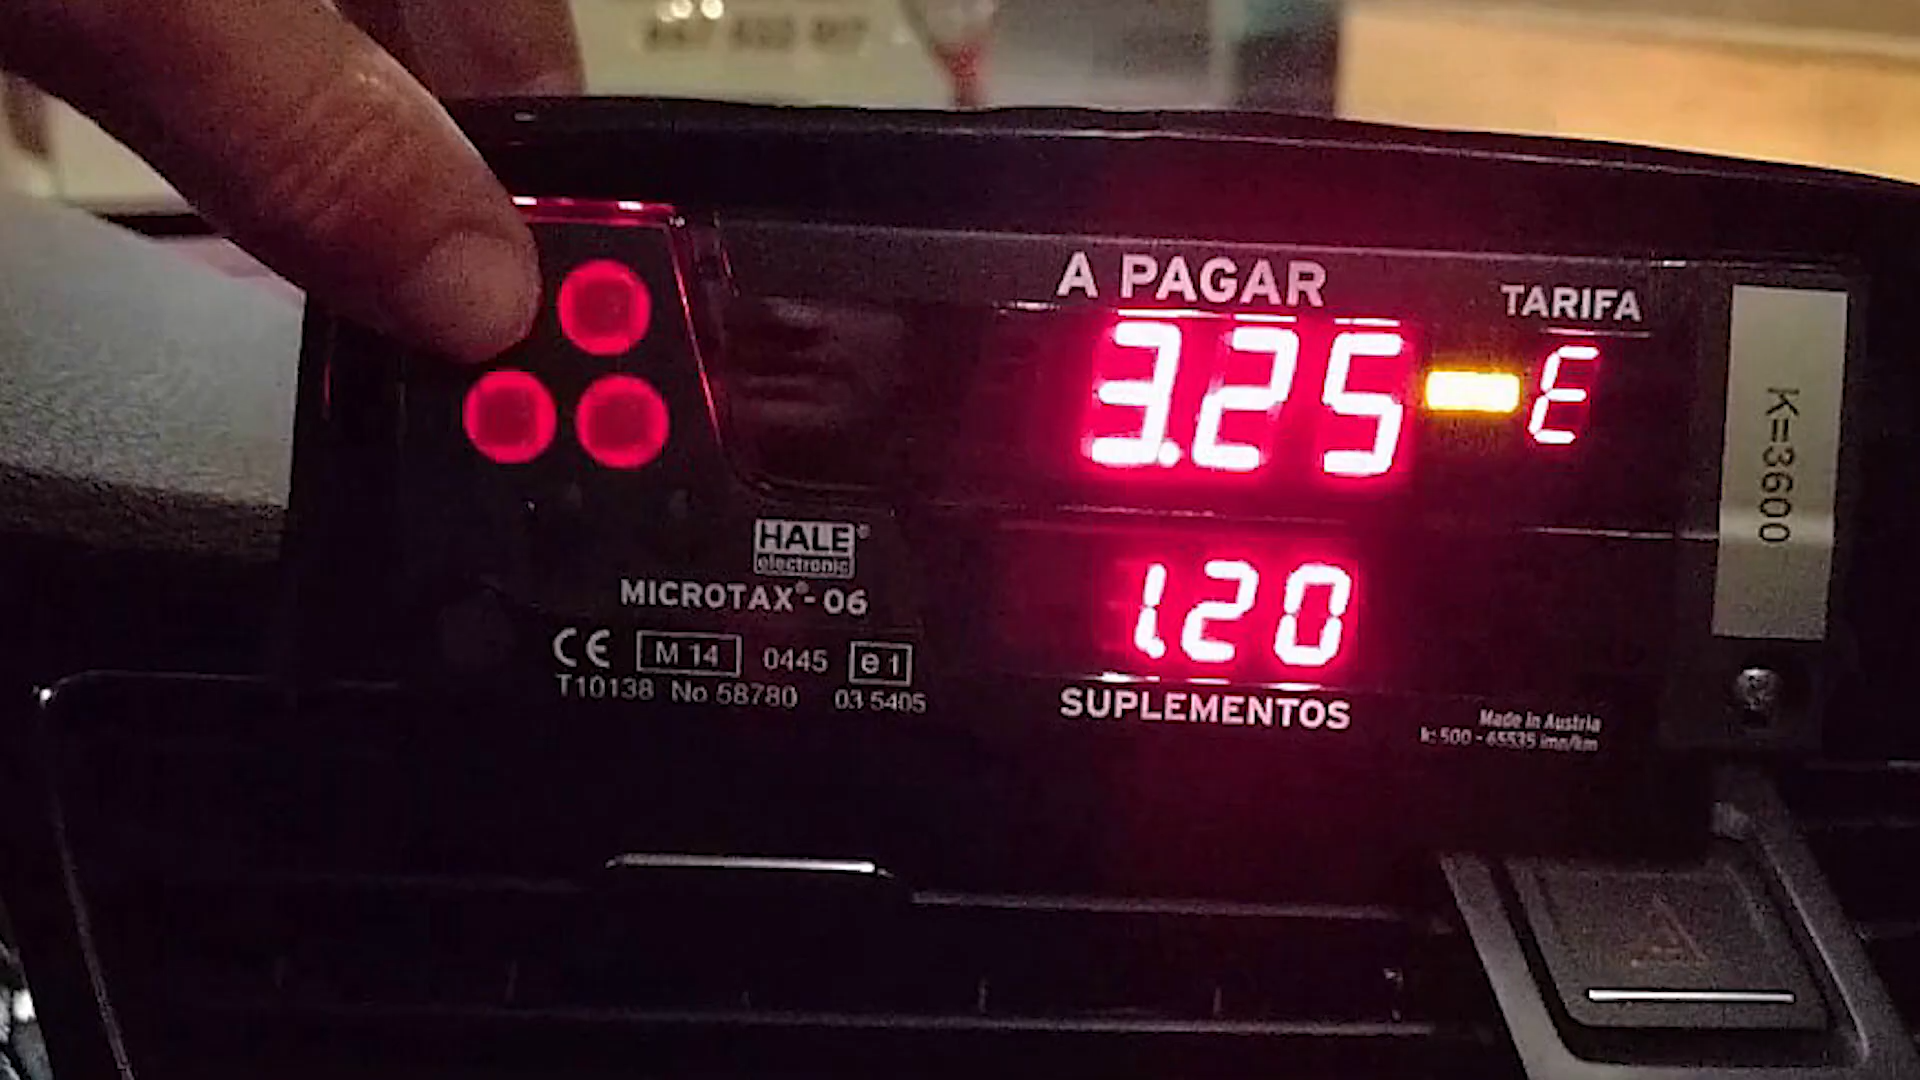 A PAGAR
TARIFA
3.25
E
K=3600
HALE®
electronic
MICROTAX®- 06
1.20
CE M 14 0445 e 1
T10138 No 58780 03 5405
SUPLEMENTOS
Made in Austria
k: 500 - 65535 imp/km